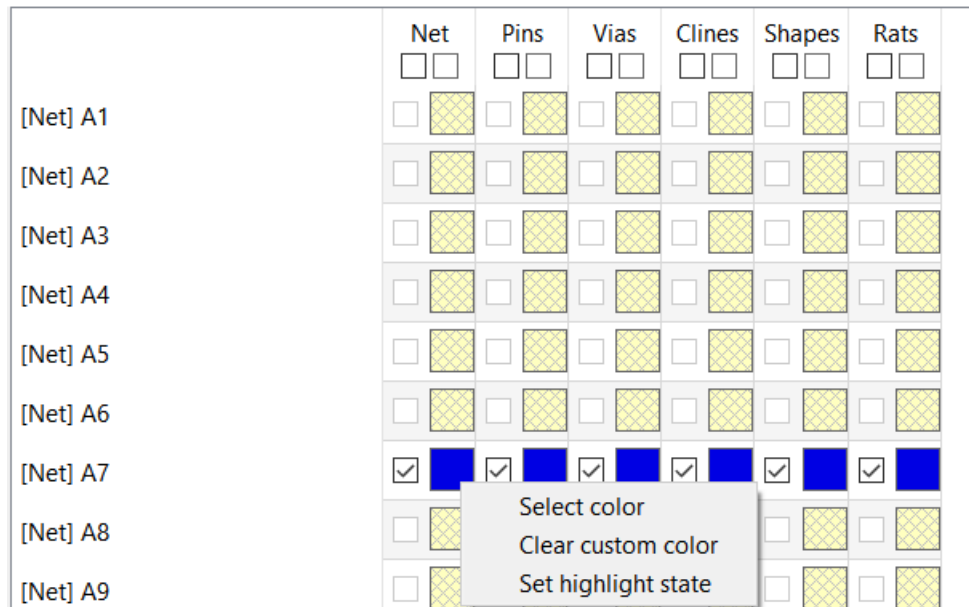 Net Pins Vias Clines Shapes Rats
[Net] A1
[Net] A2
[Net] A3
[Net] A4
[Net] A5
[Net] A6
[Net] A7
Select color
[Net] A8
Clear custom color
Set highlight state
[Net] A9